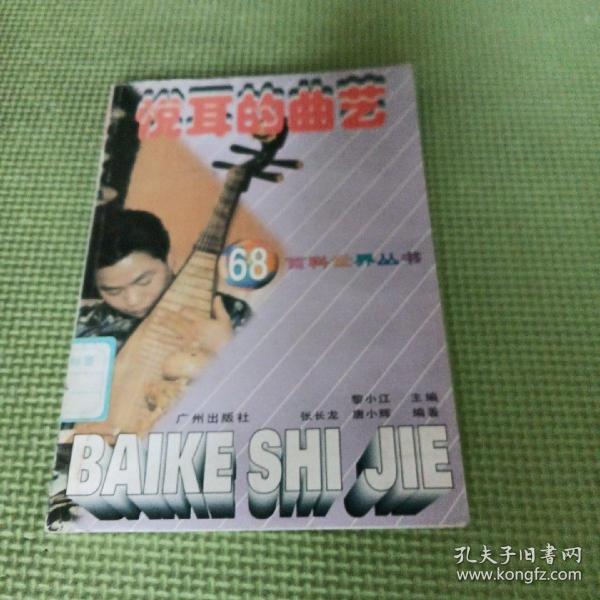 悦耳的曲艺
68 百科世界丛书
黎小江 主编
广州出版社 张长龙 唐小辉 编著
BAIKE SHI JIE
孔夫子旧书网
www.kongfz.com